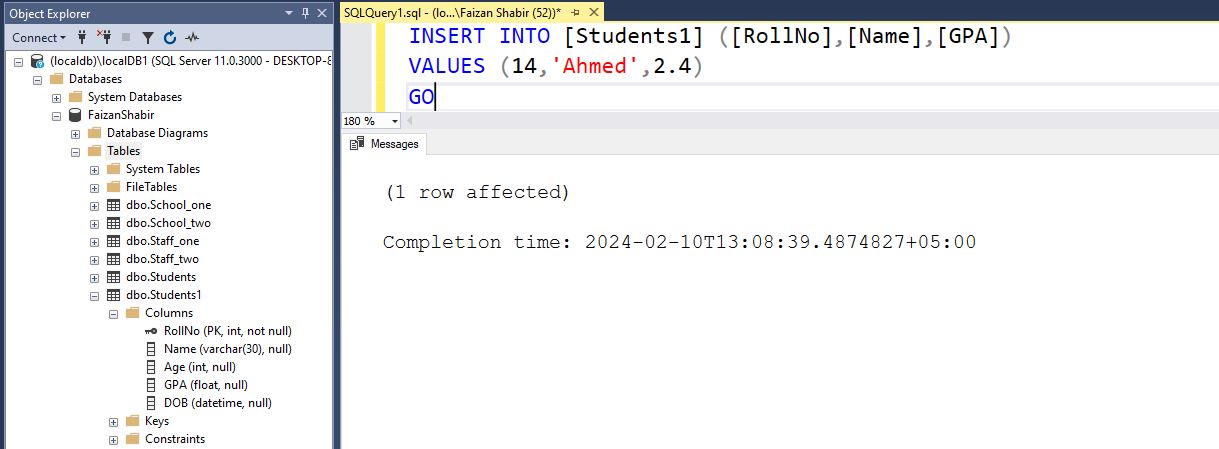 Object Explorer
Connect
(localdb)\localDB1 (SQL Server 11.0.3000 - DESKTOP-8
Databases
System Databases
FaizanShabir
Database Diagrams
Tables
System Tables
FileTables
dbo.School_one
dbo.School_two
dbo.Staff_one
dbo.Staff_two
dbo.Students
dbo.Students1
Columns
RollNo (PK, int, not null)
Name (varchar(30), null)
Age (int, null)
GPA (float, null)
DOB (datetime, null)
Keys
Constraints
SQLQuery1.sql - (lo...\Faizan Shabir (52))*
INSERT INTO [Students1] ([RollNo],[Name],[GPA])
VALUES (14,'Ahmed',2.4)
GO
180 %
Messages
(1 row affected)
Completion time: 2024-02-10T13:08:39.4874827+05:00